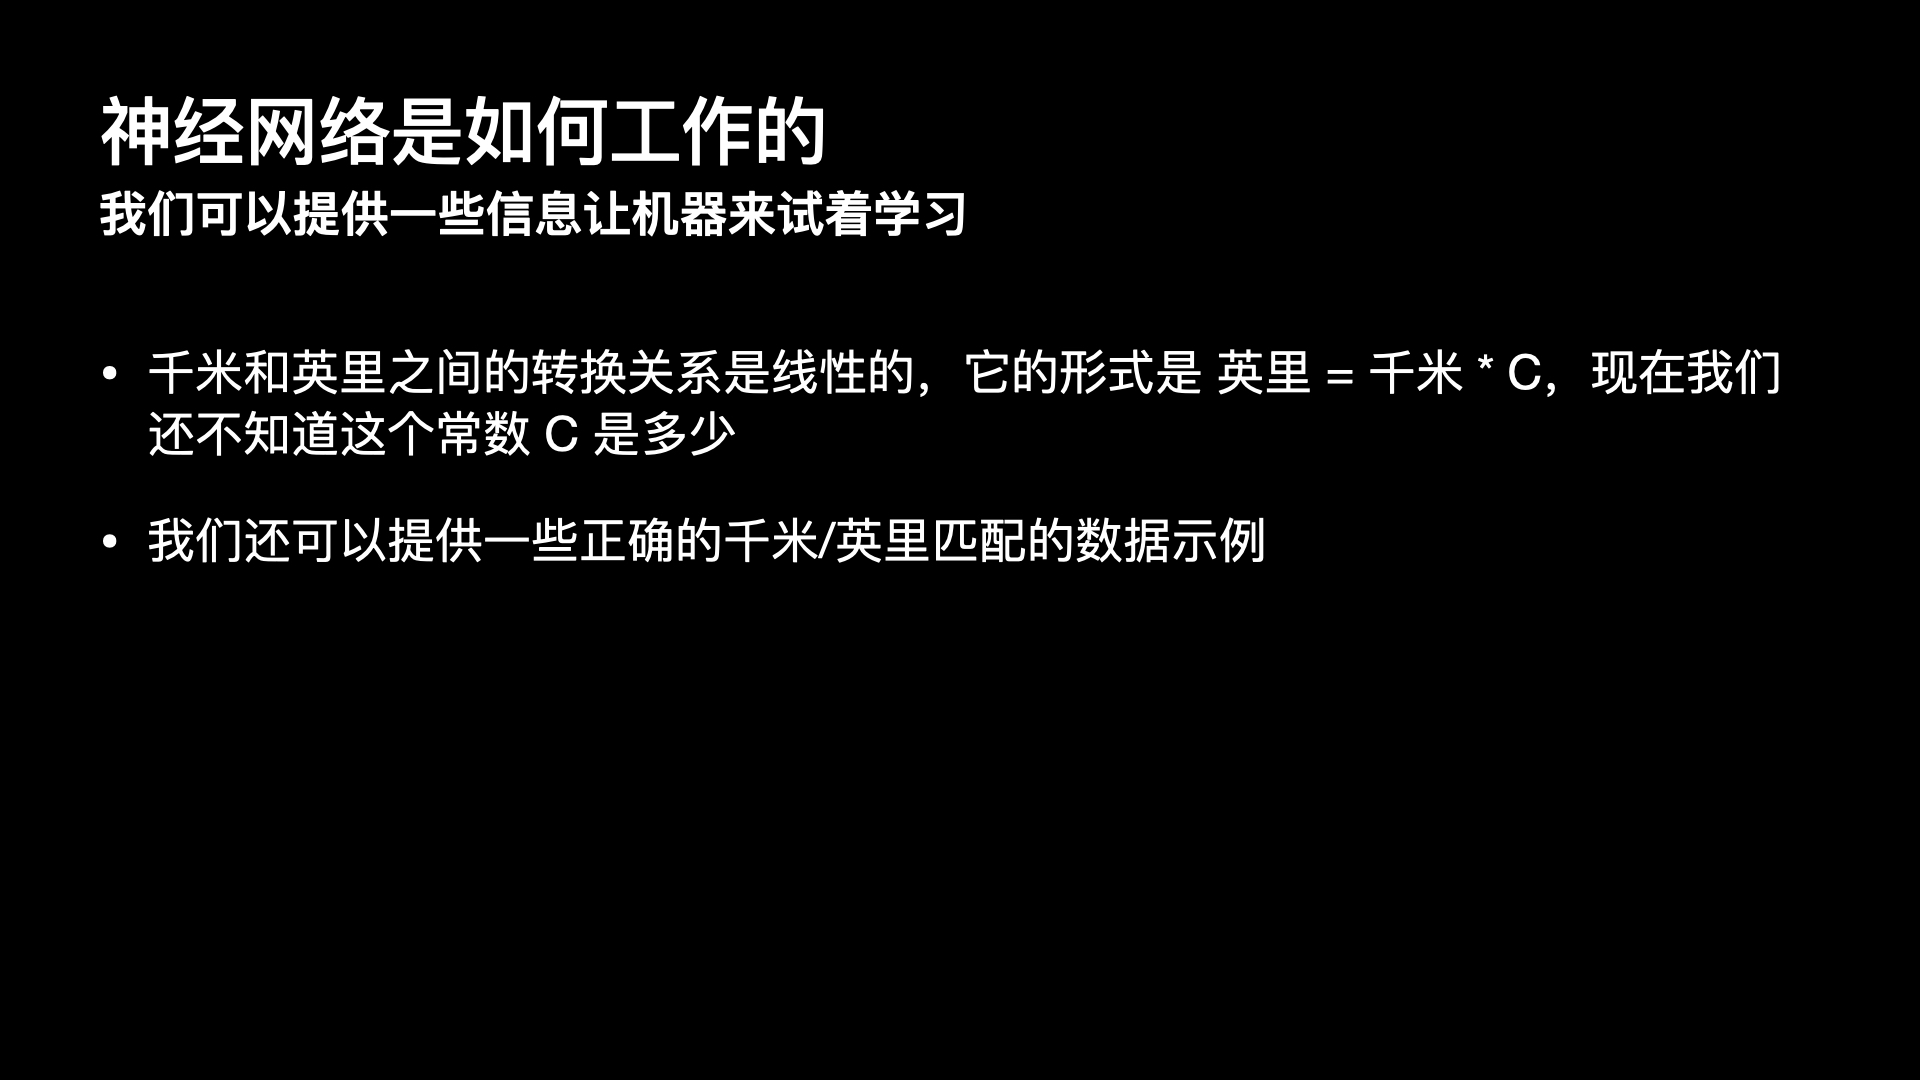 神经网络是如何工作的
我们可以提供一些信息让机器来试着学习
• 千米和英里之间的转换关系是线性的，它的形式是 英里 = 千米 * C，现在我们
还不知道这个常数 C 是多少
• 我们还可以提供一些正确的千米/英里匹配的数据示例